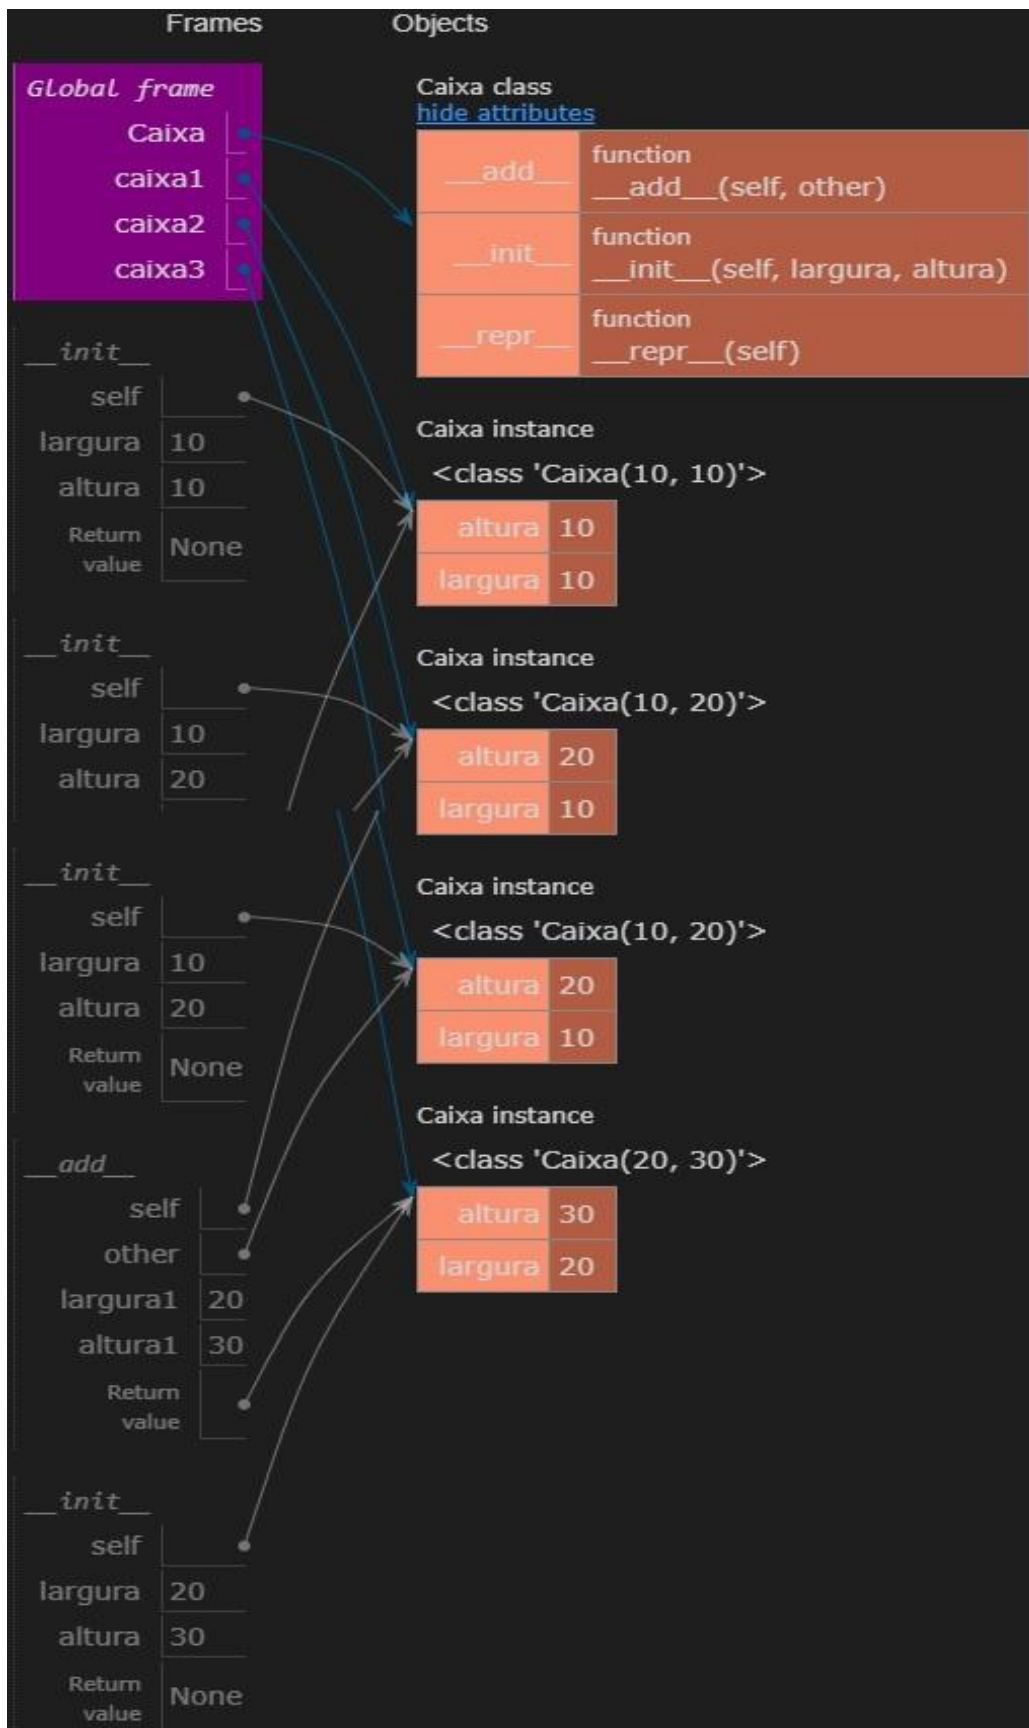 Frames Objects
Global frame
Caixa
caixa1
caixa2
caixa3
Caixa class
hide attributes
__add__
function
__add__(self, other)
__init__
function
__init__(self, largura, altura)
__repr__
function
__repr__(self)
__init__
self
largura 10
altura 10
Return
value None
Caixa instance
<class 'Caixa(10, 10)'>
altura 10
largura 10
__init__
self
largura 10
altura 20
Caixa instance
<class 'Caixa(10, 20)'>
altura 20
largura 10
__init__
self
largura 10
altura 20
Return
value None
Caixa instance
<class 'Caixa(10, 20)'>
altura 20
largura 10
__add__
self
other
largura1 20
altura1 30
Return
value
Caixa instance
<class 'Caixa(20, 30)'>
altura 30
largura 20
__init__
self
largura 20
altura 30
Return
value None